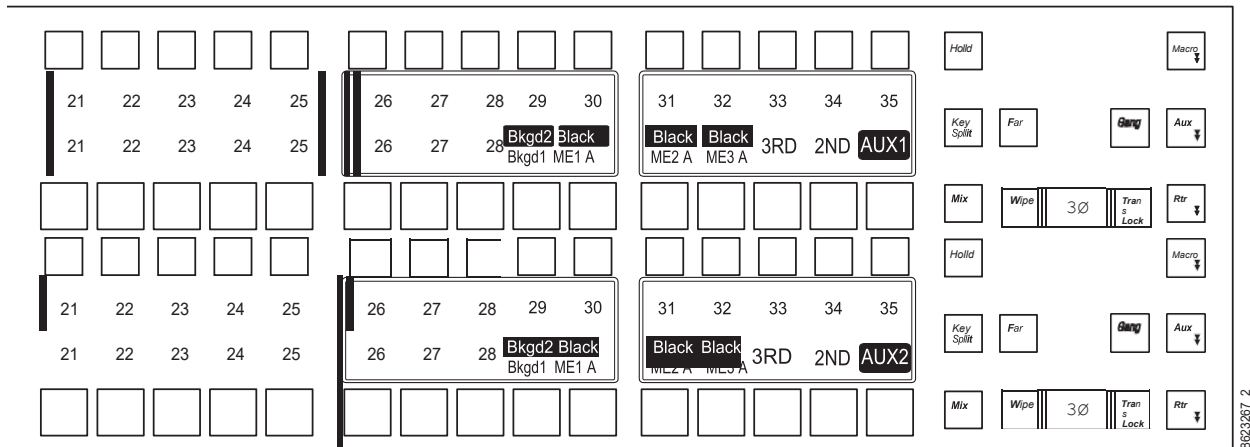 Holld Macro
21 22 23 24 25 26 27 28 29 30 31 32 33 34 35
Key Split Far Gang Aux
21 22 23 24 25 26 27 28 Bkgd2 Black Black Black 3RD 2ND AUX1
Bkgd1 ME1 A ME2 A ME3 A
Mix Wipe 3Ø Tran s Lock Rtr
Holld Macro
21 22 23 24 25 26 27 28 29 30 31 32 33 34 35
Key Split Far Gang Aux
21 22 23 24 25 26 27 28 Bkgd2 Black Black Black 3RD 2ND AUX2
Bkgd1 ME1 A ME2 A ME3 A
Mix Wipe 3Ø Tran s Lock Rtr
8623267_2